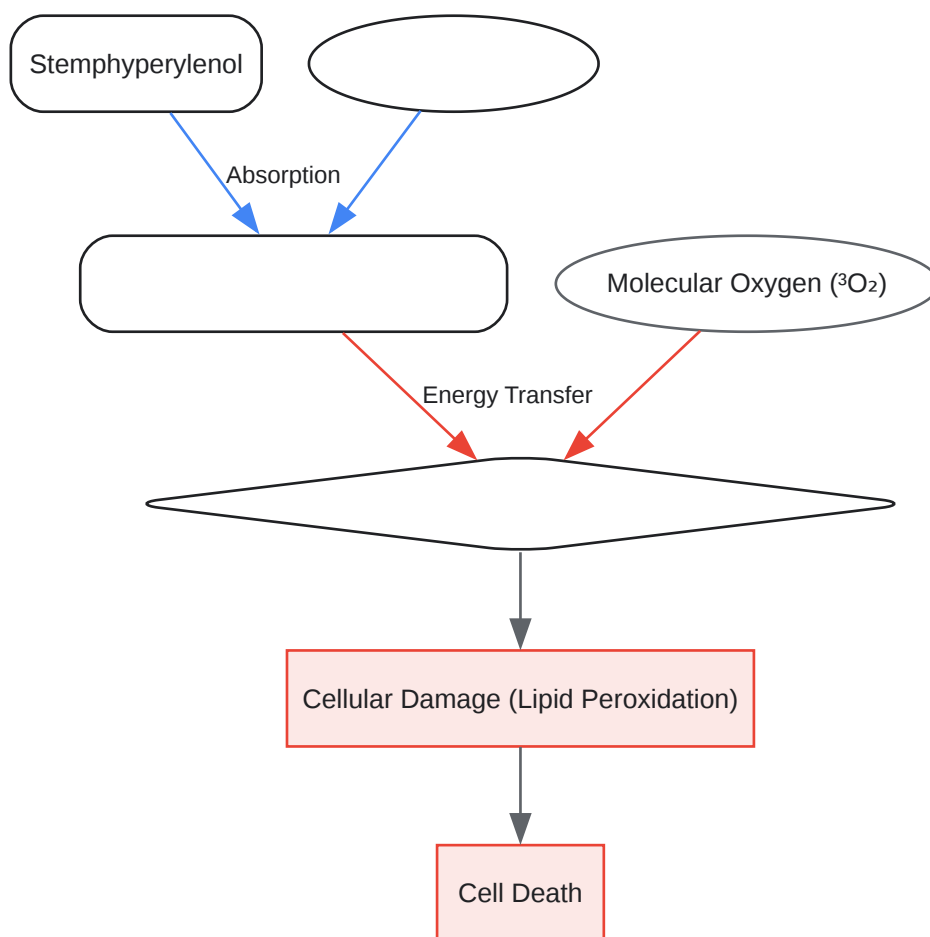 Stemphyperylenol
Absorption
Molecular Oxygen (³O₂)
Energy Transfer
Cellular Damage (Lipid Peroxidation)
Cell Death